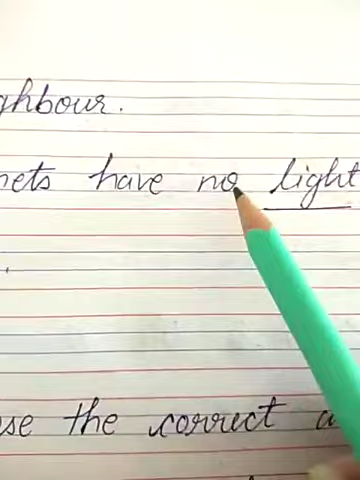 ghbour.
nets have no light
se the correct a